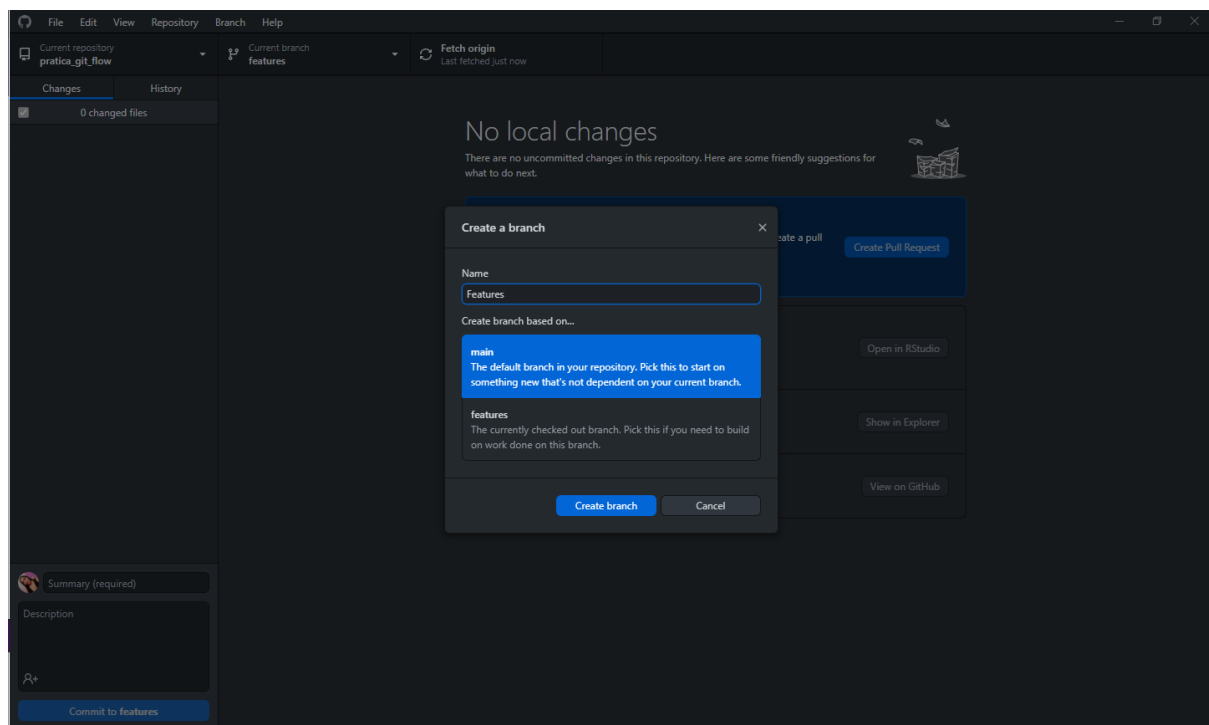 File Edit View Repository Branch Help
Current repository
pratica_git_flow
Current branch
features
Fetch origin
Last fetched just now
Changes History
0 changed files
No local changes
There are no uncommitted changes in this repository. Here are some friendly suggestions for
what to do next.
Create a branch
eate a pull
Create Pull Request
Name
Features
Create branch based on...
main
The default branch in your repository. Pick this to start on
something new that's not dependent on your current branch.
Open in RStudio
features
The currently checked out branch. Pick this if you need to build
on work done on this branch.
Show in Explorer
View on GitHub
Create branch Cancel
Summary (required)
Description
Commit to features